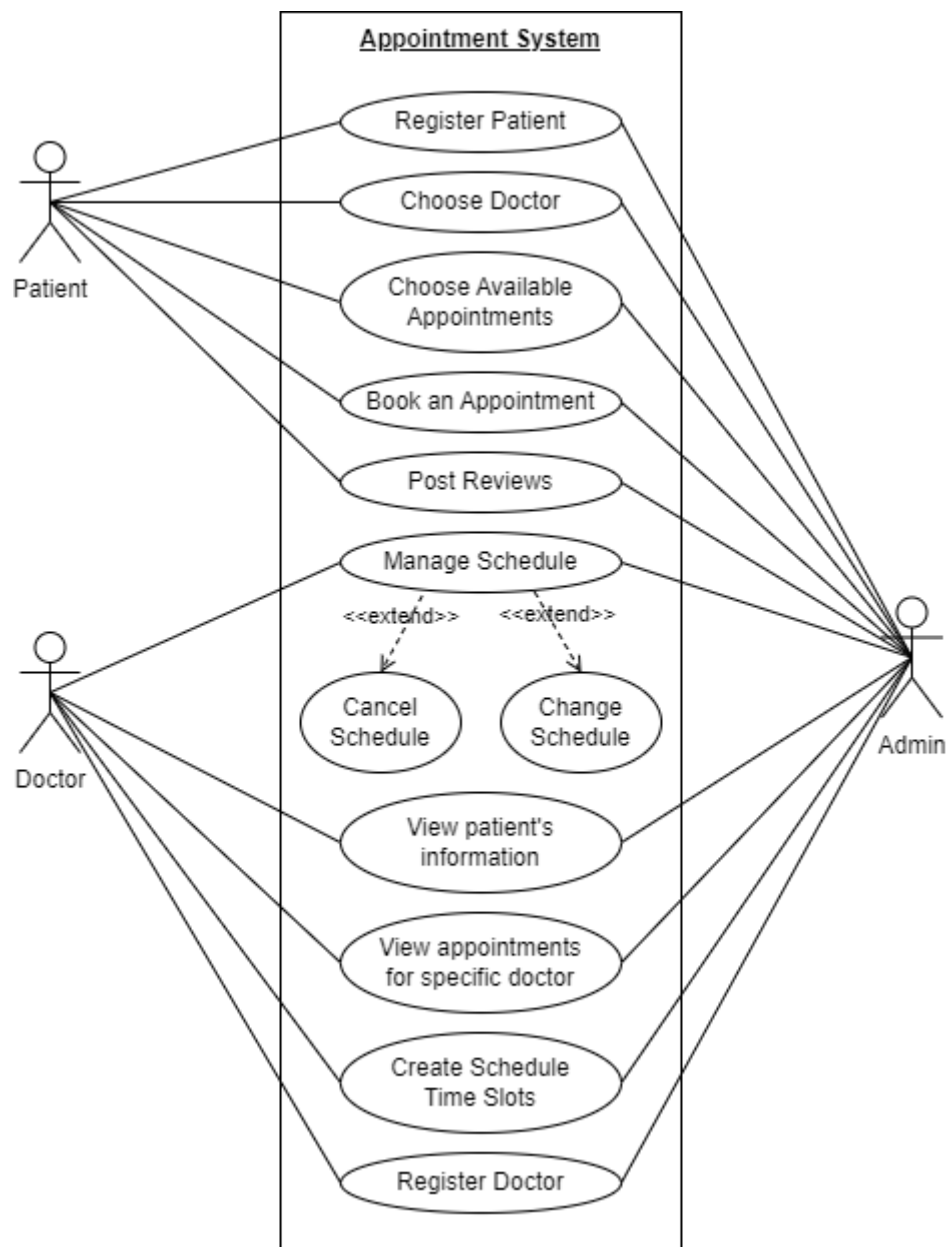 Appointment System
Register Patient
Choose Doctor
Patient
Choose Available
Appointments
Book an Appointment
Post Reviews
Manage Schedule
<<extend>>
<<extend>>
Cancel
Schedule
Change
Schedule
Doctor
Admin
View patient's
information
View appointments
for specific doctor
Create Schedule
Time Slots
Register Doctor